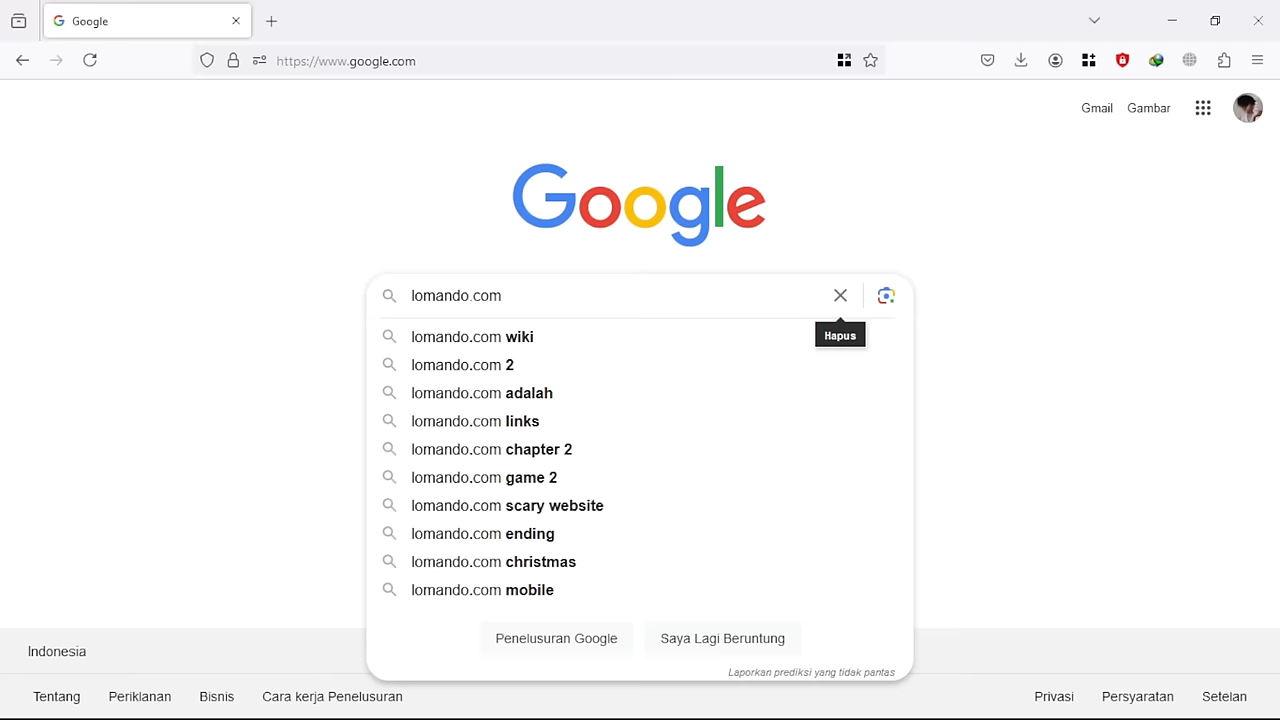 Google
https://www.google.com
Gmail
Gambar
Google
lomando.com
Hapus
lomando.com wiki
lomando.com 2
lomando.com adalah
lomando.com links
lomando.com chapter 2
lomando.com game 2
lomando.com scary website
lomando.com ending
lomando.com christmas
lomando.com mobile
Penelusuran Google
Saya Lagi Beruntung
Laporkan prediksi yang tidak pantas
Indonesia
Tentang
Periklanan
Bisnis
Cara kerja Penelusuran
Privasi
Persyaratan
Setelan